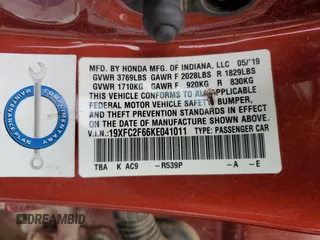 MFD. BY HONDA MFG. OF INDIANA, LLC 05/'19
GVWR 3769LBS GAWR F 2028LBS R 1829LBS
GVWR 1710KG GAWR F 920KG R 830KG
THIS VEHICLE CONFORMS TO ALL APPLICABLE
FEDERAL MOTOR VEHICLE SAFETY, BUMPER,
AND THEFT PREVENTION STANDARDS IN EFFECT
ON THE DATE OF MANUFACTURE SHOWN ABOVE.
V.I.N: 19XFC2F66KE041011 TYPE: PASSENGER CAR
TBA K AC9 -R539P -A -E
MAINTENANCE PLAN
DREAMBID